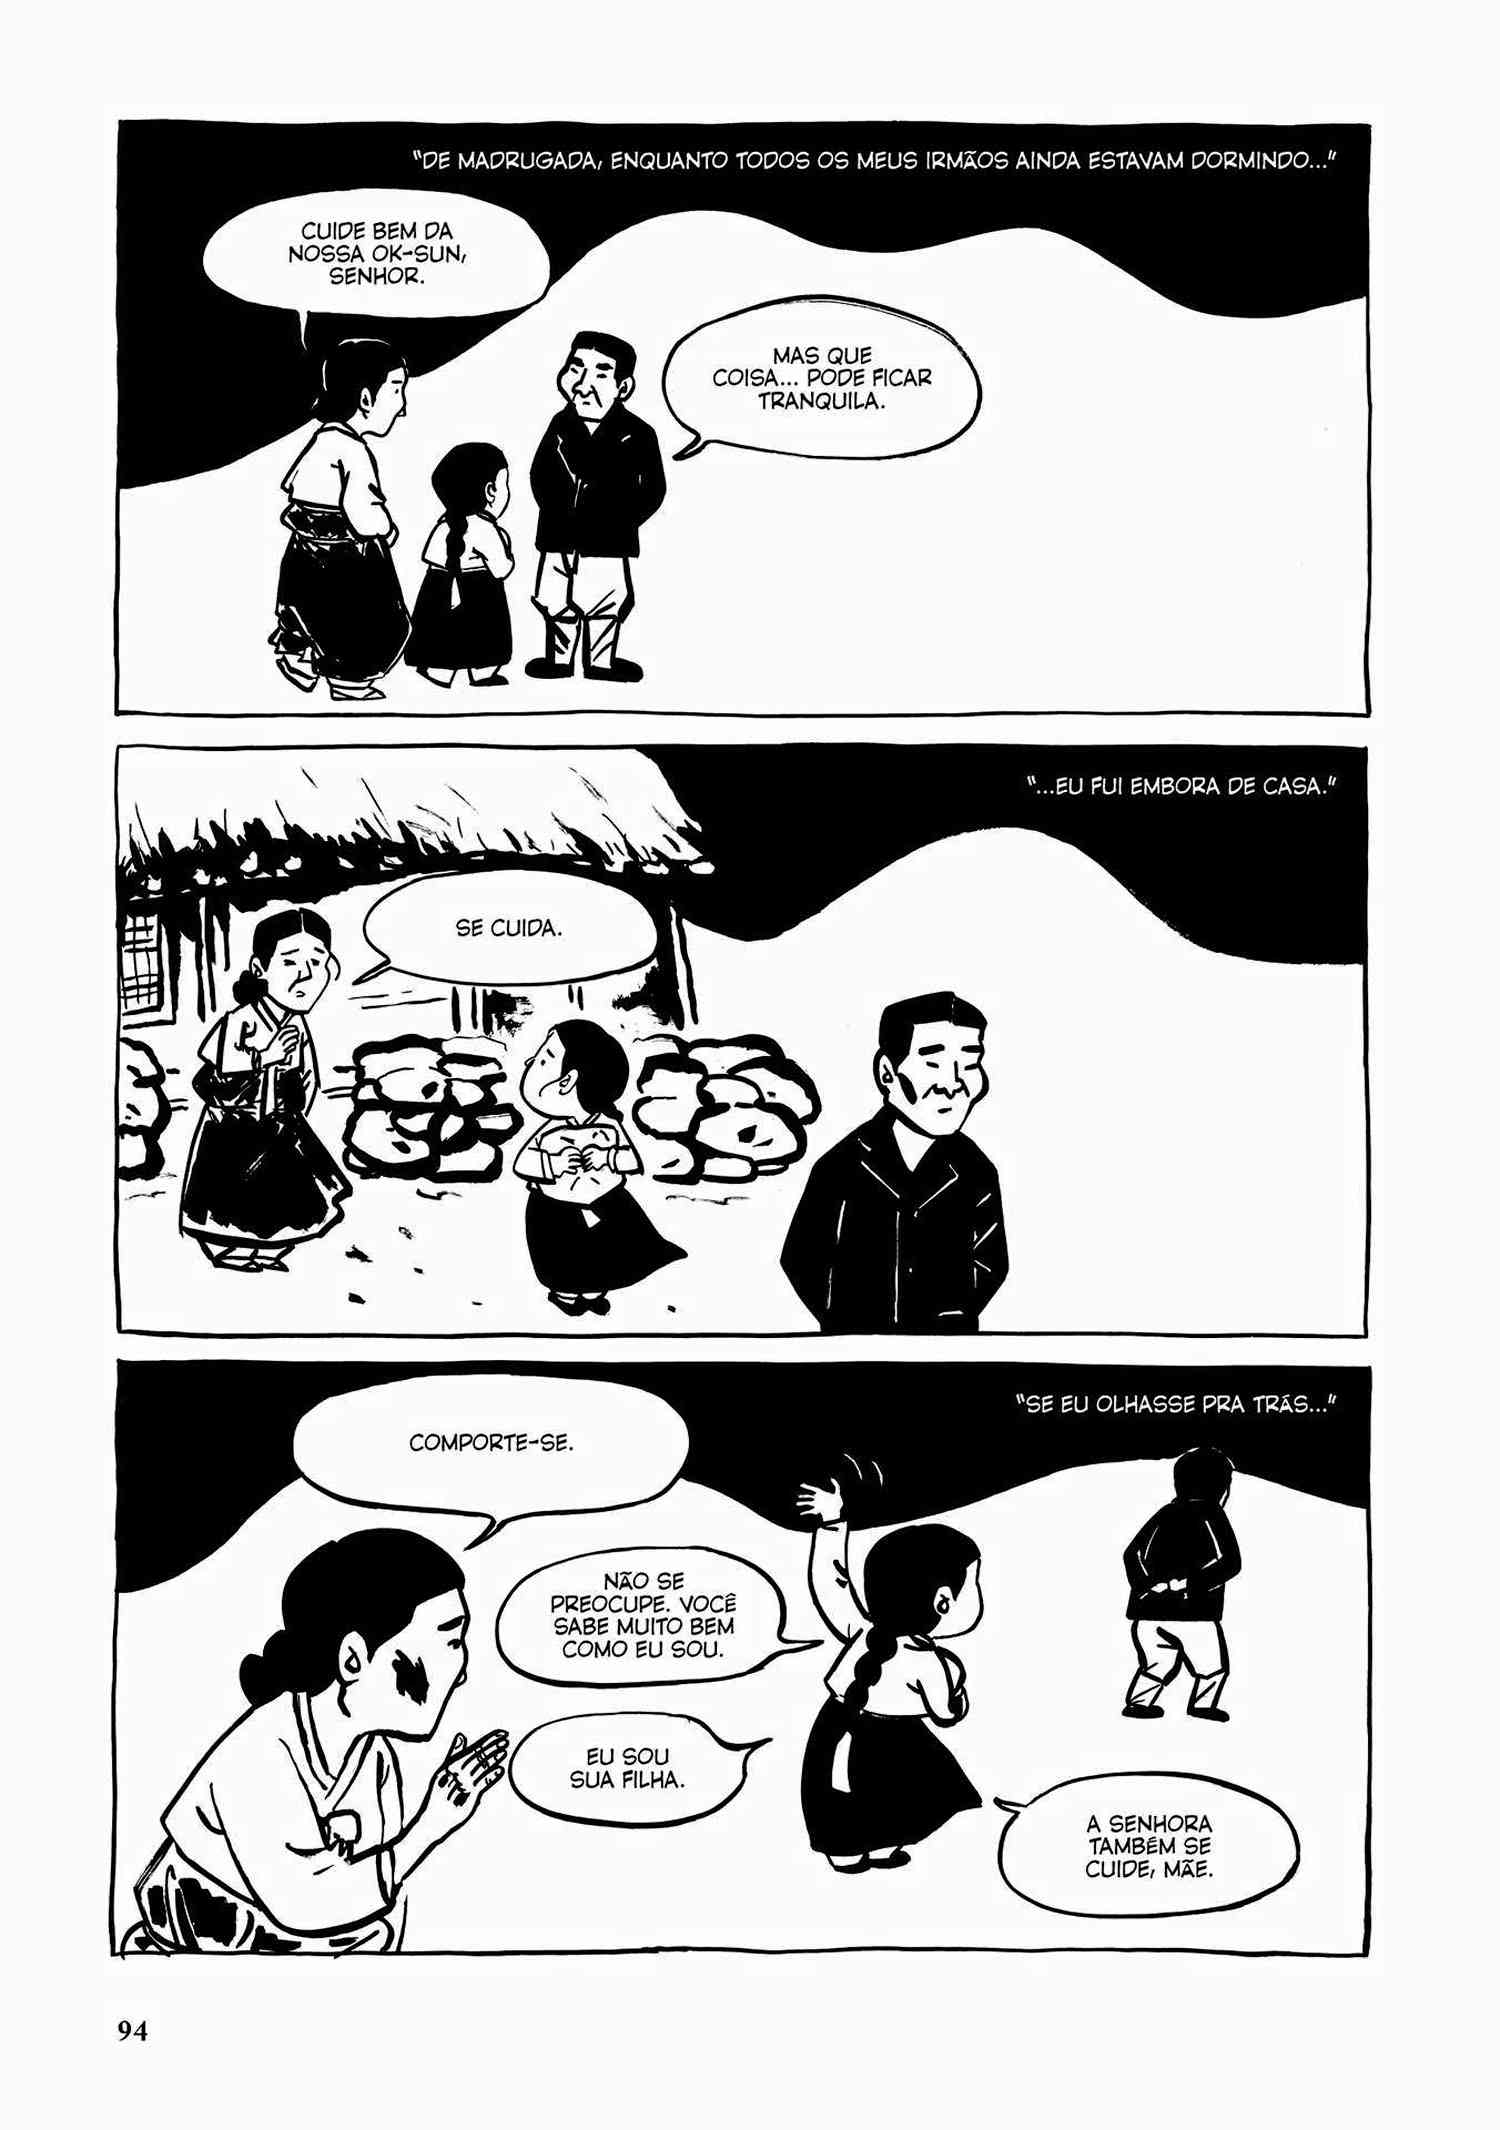 "DE MADRUGADA, ENQUANTO TODOS OS MEUS IRMÃOS AINDA ESTAVAM DORMINDO..."
CUIDE BEM DA
NOSSA OK-SUN,
SENHOR.
MAS QUE
COISA... PODE FICAR
TRANQUILA.
"...EU FUI EMBORA DE CASA."
SE CUIDA.
"SE EU OLHASSE PRA TRÁS..."
COMPORTE-SE.
NÃO SE
PREOCUPE. VOCÊ
SABE MUITO BEM
COMO EU SOU.
EU SOU
SUA FILHA.
A SENHORA
TAMBÉM SE
CUIDE, MÃE.
94